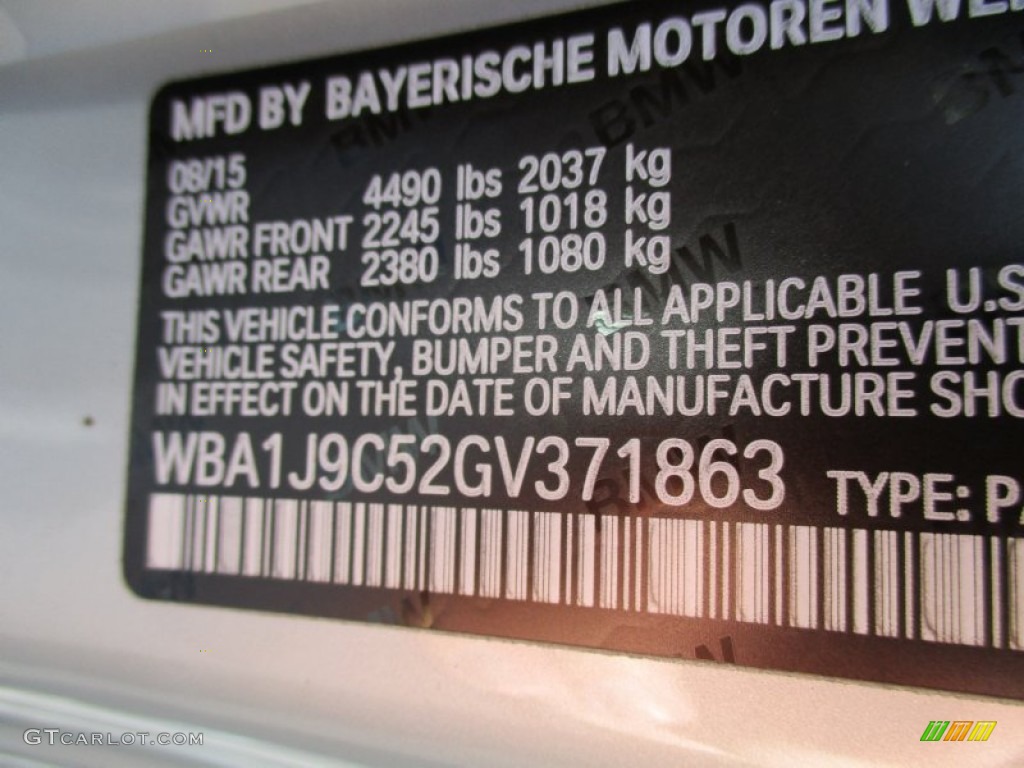 MFD BY BAYERISCHE MOTOREN
08/15
GVWR 4490 lbs 2037 kg
GAWR FRONT 2245 lbs 1018 kg
GAWR REAR 2380 lbs 1080 kg
THIS VEHICLE CONFORMS TO ALL APPLICABLE U.S
VEHICLE SAFETY, BUMPER AND THEFT PREVENT
IN EFFECT ON THE DATE OF MANUFACTURE SHO
WBA1J9C52GV371863 TYPE: PA
GTCARLOT.COM